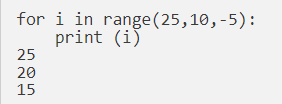 for i in range(25,10,-5):
    print (i)
25
20
15